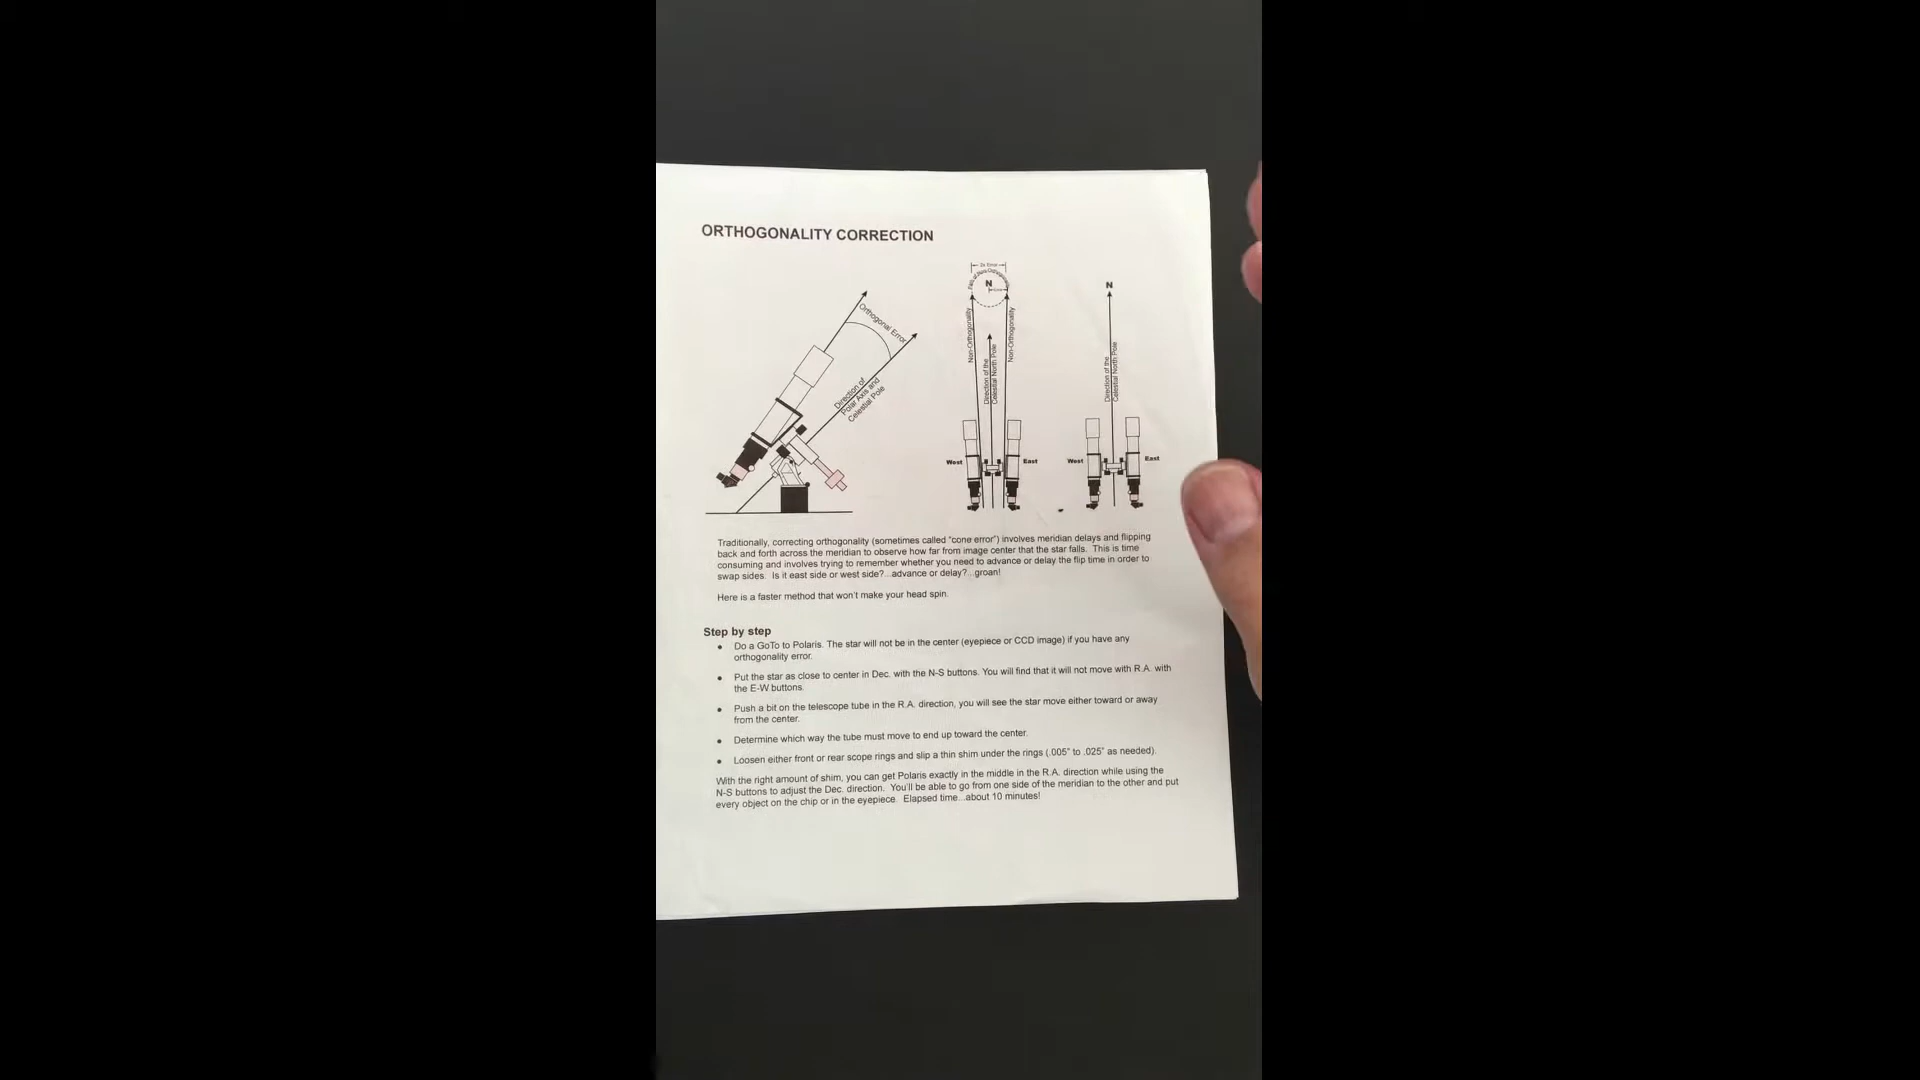 ORTHOGONALITY CORRECTION
2x Error
N
N
Orthogonal Error
Non-Orthogonality
Non-Orthogonality
Direction of
Polar Axis and
Celestial Pole
Direction of the
Celestial North Pole
Direction of the
Celestial North Pole
West
East
West
East
Traditionally, correcting orthogonality (sometimes called "cone error") involves meridian delays and flipping
back and forth across the meridian to observe how far from image center that the star falls. This is time
consuming and involves trying to remember whether you need to advance or delay the flip time in order to
swap sides. Is it east side or west side?...advance or delay?...groan!
Here is a faster method that won't make your head spin.
Step by step
• Do a GoTo to Polaris. The star will not be in the center (eyepiece or CCD image) if you have any
orthogonality error.
• Put the star as close to center in Dec. with the N-S buttons. You will find that it will not move with R.A. with
the E-W buttons.
• Push a bit on the telescope tube in the R.A. direction, you will see the star move either toward or away
from the center.
• Determine which way the tube must move to end up toward the center.
• Loosen either front or rear scope rings and slip a thin shim under the rings (.005" to .025" as needed).
With the right amount of shim, you can get Polaris exactly in the middle in the R.A. direction while using the
N-S buttons to adjust the Dec. direction. You'll be able to go from one side of the meridian to the other and put
every object on the chip or in the eyepiece. Elapsed time...about 10 minutes!